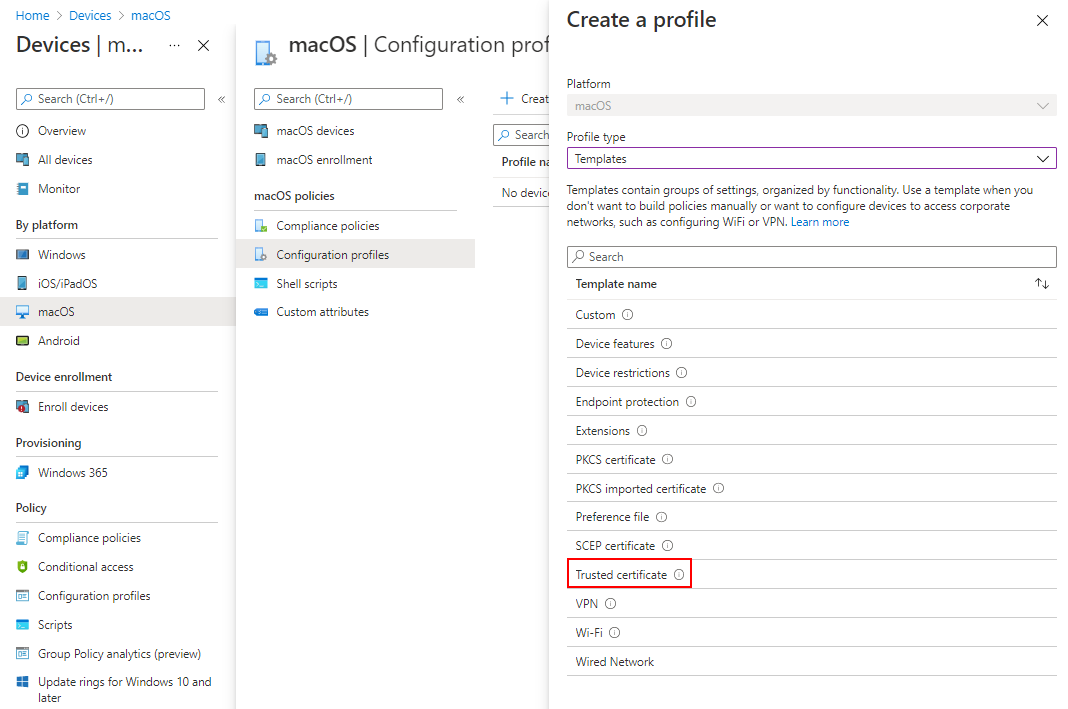 Home > Devices > macOS
Devices | m...
...
Search (Ctrl+/)
«
Overview
All devices
Monitor
By platform
Windows
iOS/iPadOS
macOS
Android
Device enrollment
Enroll devices
Provisioning
Windows 365
Policy
Compliance policies
Conditional access
Configuration profiles
Scripts
Group Policy analytics (preview)
Update rings for Windows 10 and
later
macOS | Configuration prof
Search (Ctrl+/)
«
macOS devices
macOS enrollment
macOS policies
Compliance policies
Configuration profiles
Shell scripts
Custom attributes
Creat
Search
Profile na
No device
Create a profile
Platform
macOS
Profile type
Templates
Templates contain groups of settings, organized by functionality. Use a template when you
don't want to build policies manually or want to configure devices to access corporate
networks, such as configuring WiFi or VPN. Learn more
Search
Template name
Custom
Device features
Device restrictions
Endpoint protection
Extensions
PKCS certificate
PKCS imported certificate
Preference file
SCEP certificate
Trusted certificate
VPN
Wi-Fi
Wired Network